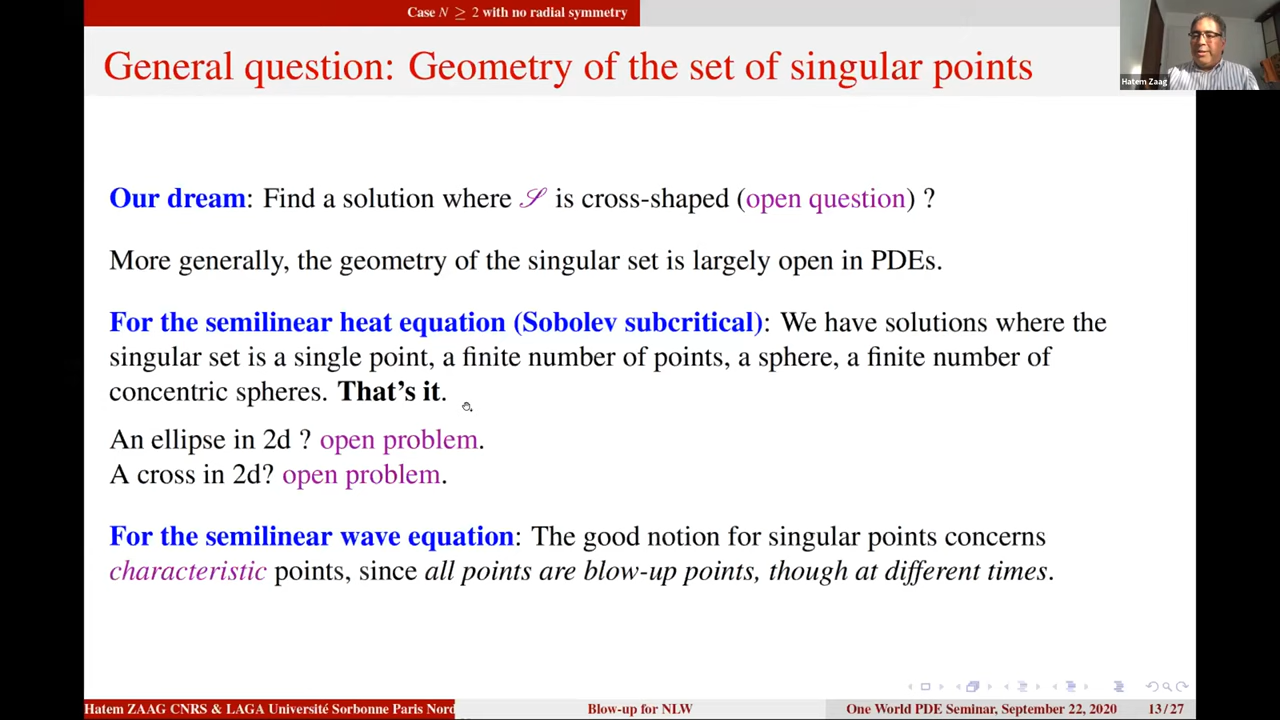 Case N ≥ 2 with no radial symmetry
General question: Geometry of the set of singular points
Hatem Zaag
Our dream: Find a solution where 𝒮 is cross-shaped (open question) ?
More generally, the geometry of the singular set is largely open in PDEs.
For the semilinear heat equation (Sobolev subcritical): We have solutions where the
singular set is a single point, a finite number of points, a sphere, a finite number of
concentric spheres. That's it.
An ellipse in 2d ? open problem.
A cross in 2d? open problem.
For the semilinear wave equation: The good notion for singular points concerns
characteristic points, since all points are blow-up points, though at different times.
Hatem ZAAG CNRS & LAGA Université Sorbonne Paris Nord
Blow-up for NLW
One World PDE Seminar, September 22, 2020 13 / 27